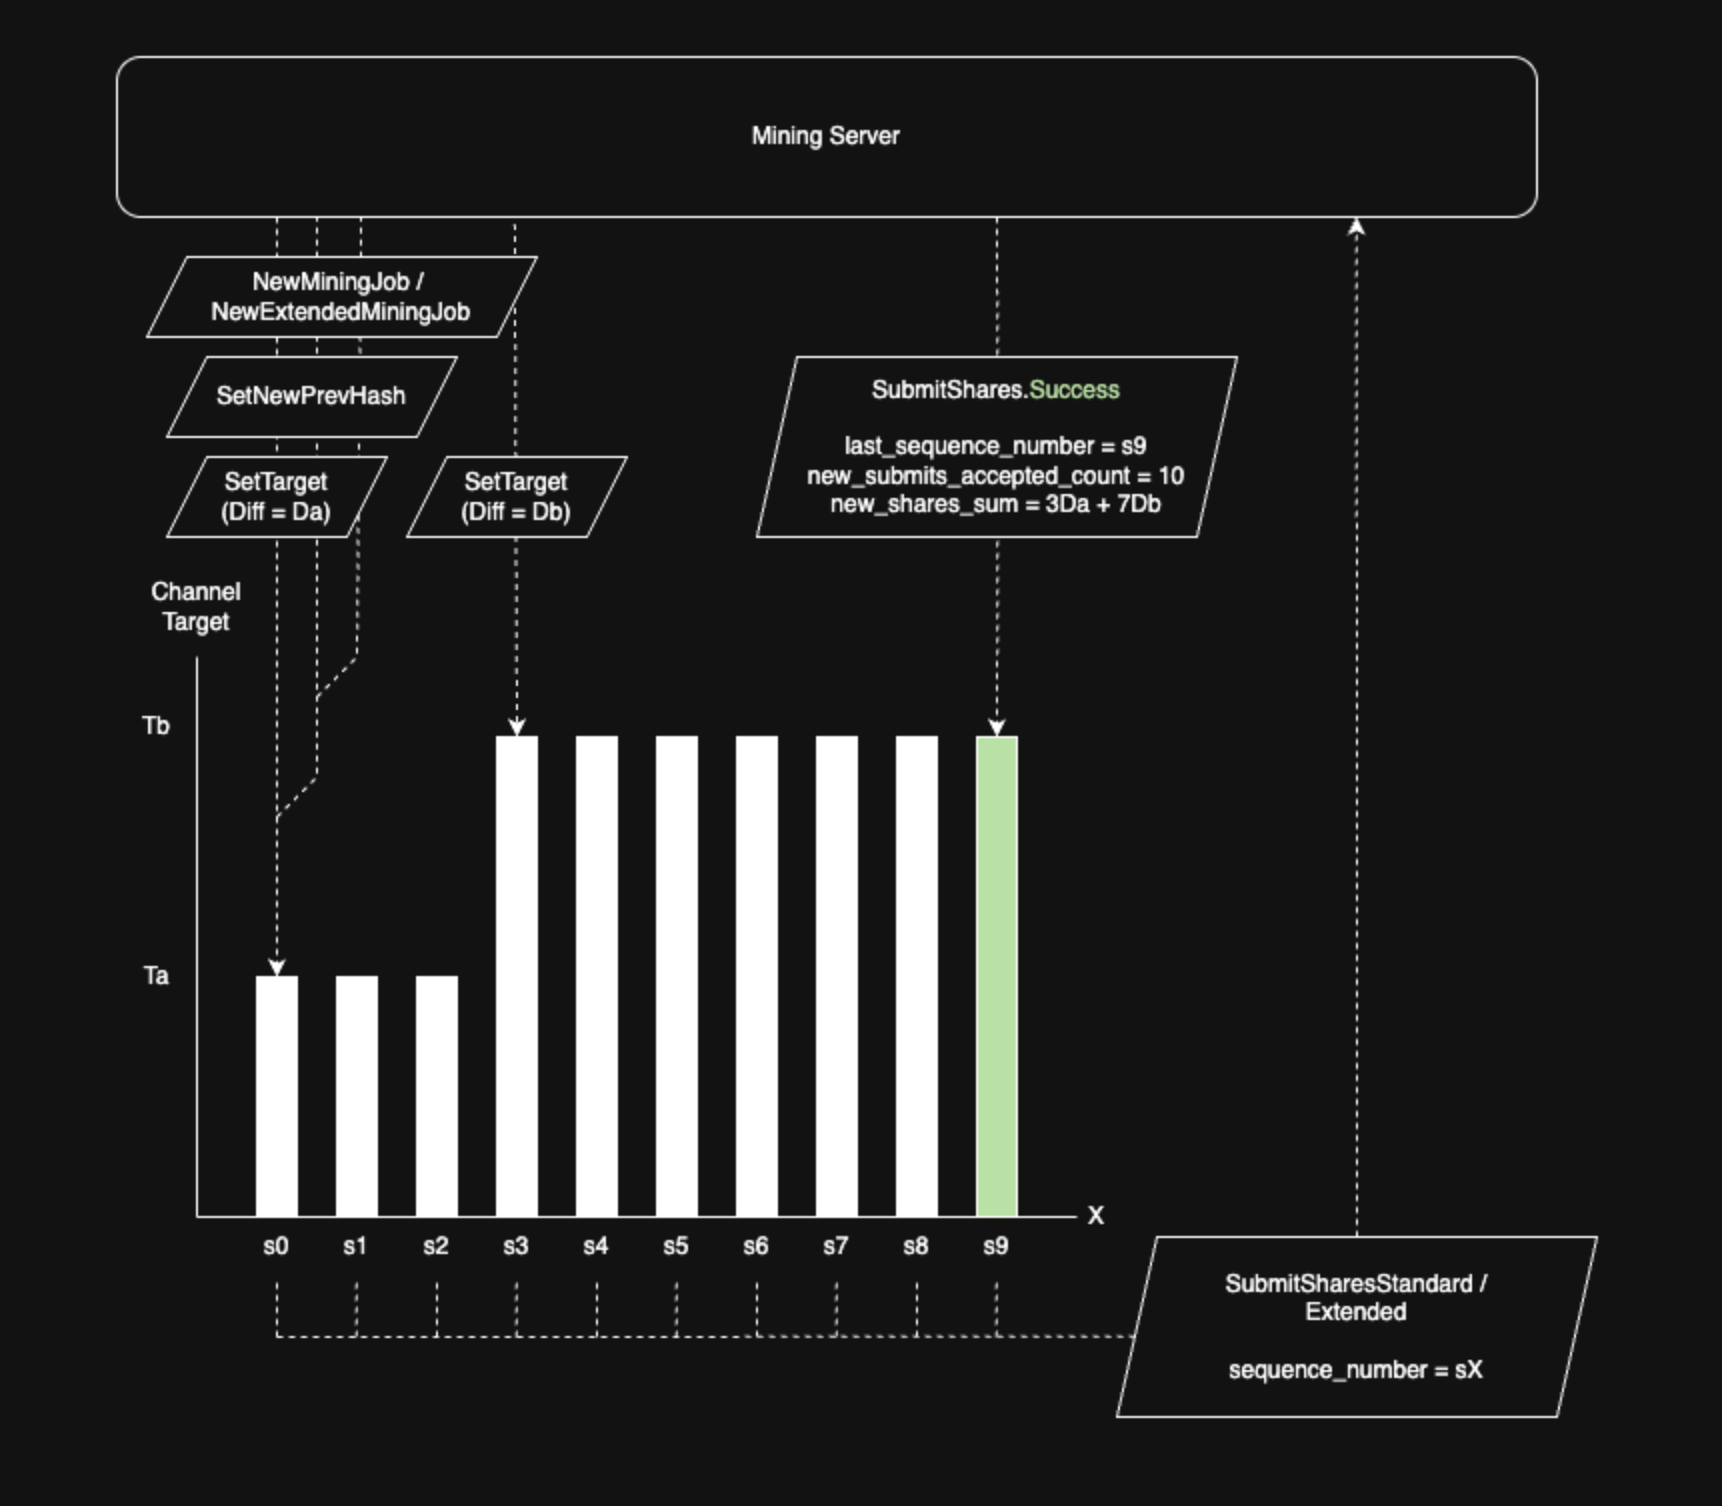 Mining Server
NewMiningJob /
NewExtendedMiningJob
SetNewPrevHash
SetTarget
(Diff = Da)
SetTarget
(Diff = Db)
SubmitShares.Success
last_sequence_number = s9
new_submits_accepted_count = 10
new_shares_sum = 3Da + 7Db
Channel
Target
Tb
Ta
X
s0 s1 s2 s3 s4 s5 s6 s7 s8 s9
SubmitSharesStandard /
Extended
sequence_number = sX